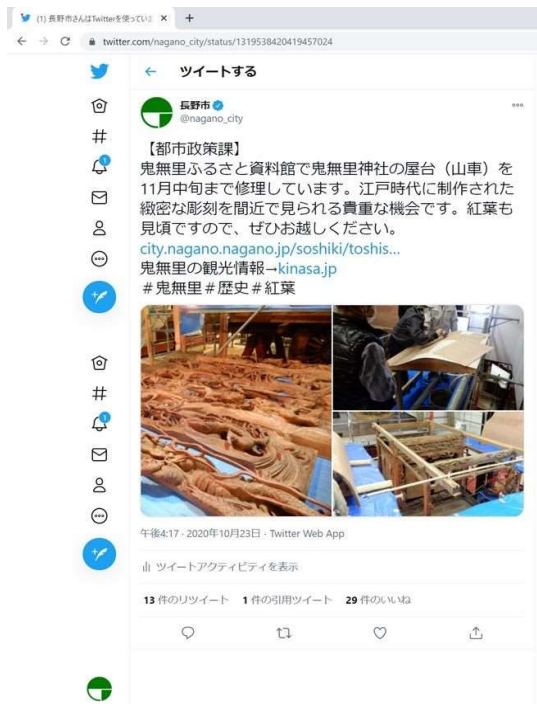 (1) 長野市さんはTwitterを使ってい
twitter.com/nagano_city/status/1319538420419457024
ツイートする
長野市
@nagano_city
【都市政策課】
鬼無里ふるさと資料館で鬼無里神社の屋台（山車）を
11月中旬まで修理しています。江戸時代に制作された
緻密な彫刻を間近で見られる貴重な機会です。紅葉も
見頃ですので、ぜひお越しください。
city.nagano.nagano.jp/soshiki/toshis…
鬼無里の観光情報→kinasa.jp
＃鬼無里＃歴史＃紅葉
午後4:17 · 2020年10月23日 · Twitter Web App
ツイートアクティビティを表示
13 件のリツイート 1 件の引用ツイート 29 件のいいね